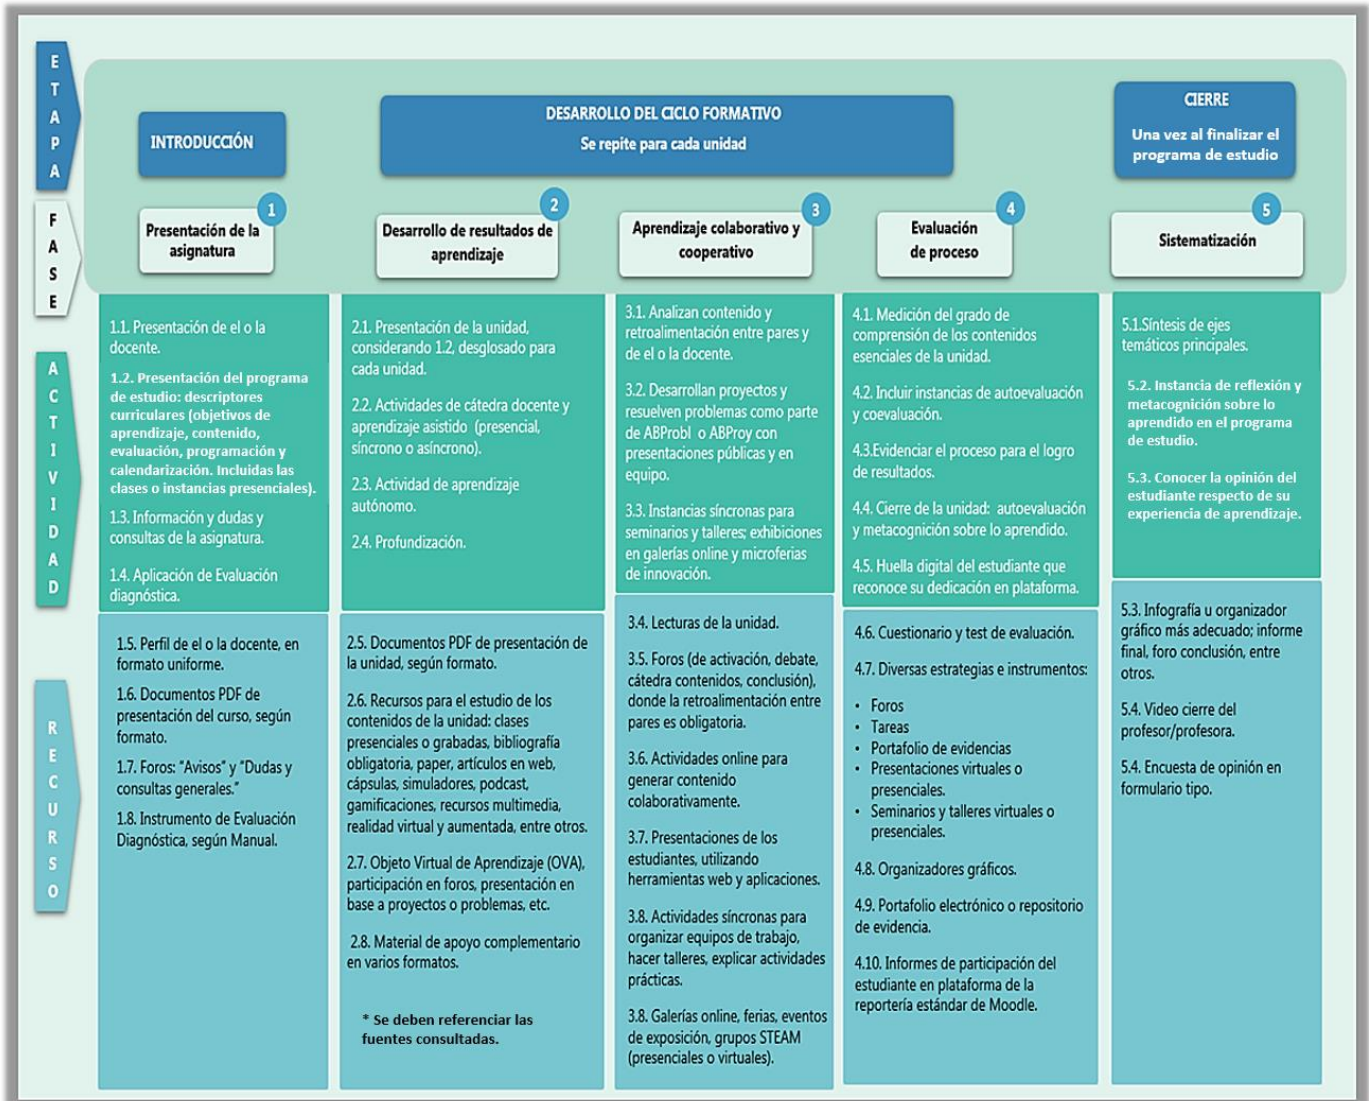 ETAPA
INTRODUCCIÓN
DESARROLLO DEL CICLO FORMATIVO
Se repite para cada unidad
CIERRE
Una vez al finalizar el
programa de estudio
FASE
1
Presentación de la
asignatura
2
Desarrollo de resultados de
aprendizaje
3
Aprendizaje colaborativo y
cooperativo
4
Evaluación
de proceso
5
Sistematización
ACTIVIDAD
1.1. Presentación de el o la
docente.
1.2. Presentación del programa
de estudio: descriptores
curriculares (objetivos de
aprendizaje, contenido,
evaluación, programación y
calendarización. Incluidas las
clases o instancias presenciales).
1.3. Información y dudas y
consultas de la asignatura.
1.4. Aplicación de Evaluación
diagnóstica.
2.1. Presentación de la unidad,
considerando 1.2, desglosado para
cada unidad.
2.2. Actividades de cátedra docente y
aprendizaje asistido (presencial,
síncrono o asíncrono).
2.3. Actividad de aprendizaje
autónomo.
2.4. Profundización.
3.1. Analizan contenido y
retroalimentación entre pares y
de el o la docente.
3.2. Desarrollan proyectos y
resuelven problemas como parte
de ABProbl o ABProy con
presentaciones públicas y en
equipo.
3.3. Instancias síncronas para
seminarios y talleres; exhibiciones
en galerías online y microferias
de innovación.
4.1. Medición del grado de
comprensión de los contenidos
esenciales de la unidad.
4.2. Incluir instancias de autoevaluación
y coevaluación.
4.3.Evidenciar el proceso para el logro
de resultados.
4.4. Cierre de la unidad: autoevaluación
y metacognición sobre lo aprendido.
4.5. Huella digital del estudiante que
reconoce su dedicación en plataforma.
5.1.Síntesis de ejes
temáticos principales.
5.2. Instancia de reflexión y
metacognición sobre lo
aprendido en el programa
de estudio.
5.3. Conocer la opinión del
estudiante respecto de su
experiencia de aprendizaje.
RECURSO
1.5. Perfil de el o la docente, en
formato uniforme.
1.6. Documentos PDF de
presentación del curso, según
formato.
1.7. Foros: "Avisos" y "Dudas y
consultas generales."
1.8. Instrumento de Evaluación
Diagnóstica, según Manual.
2.5. Documentos PDF de presentación de
la unidad, según formato.
2.6. Recursos para el estudio de los
contenidos de la unidad: clases
presenciales o grabadas, bibliografía
obligatoria, paper, artículos en web,
cápsulas, simuladores, podcast,
gamificaciones, recursos multimedia,
realidad virtual y aumentada, entre otros.
2.7. Objeto Virtual de Aprendizaje (OVA),
participación en foros, presentación en
base a proyectos o problemas, etc.
2.8. Material de apoyo complementario
en varios formatos.
* Se deben referenciar las
fuentes consultadas.
3.4. Lecturas de la unidad.
3.5. Foros (de activación, debate,
cátedra contenidos, conclusión),
donde la retroalimentación entre
pares es obligatoria.
3.6. Actividades online para
generar contenido
colaborativamente.
3.7. Presentaciones de los
estudiantes, utilizando
herramientas web y aplicaciones.
3.8. Actividades síncronas para
organizar equipos de trabajo,
hacer talleres, explicar actividades
prácticas.
3.8. Galerías online, ferias, eventos
de exposición, grupos STEAM
(presenciales o virtuales).
4.6. Cuestionario y test de evaluación.
4.7. Diversas estrategias e instrumentos:
• Foros
• Tareas
• Portafolio de evidencias
• Presentaciones virtuales o
presenciales.
• Seminarios y talleres virtuales o
presenciales.
4.8. Organizadores gráficos.
4.9. Portafolio electrónico o repositorio
de evidencia.
4.10. Informes de participación del
estudiante en plataforma de la
reportería estándar de Moodle.
5.3. Infografía u organizador
gráfico más adecuado; informe
final, foro conclusión, entre
otros.
5.4. Video cierre del
profesor/profesora.
5.4. Encuesta de opinión en
formulario tipo.